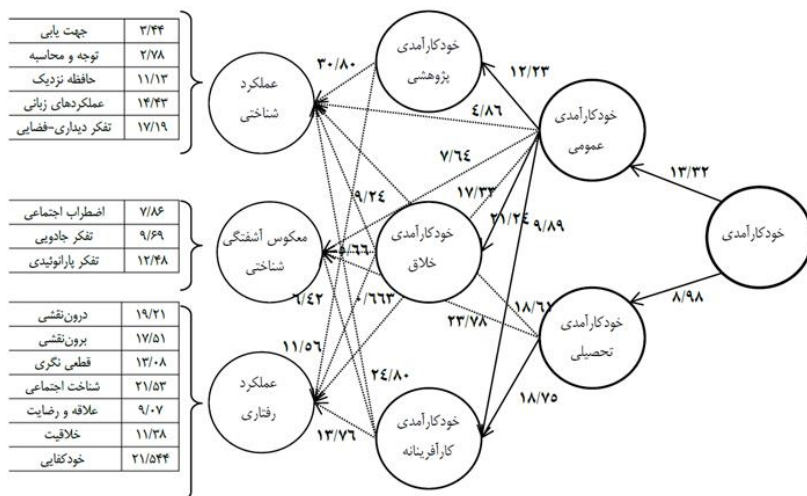 جهت یابی ۳/۴۴
توجه و محاسبه ۲/۷۸
حافظه نزدیک ۱۱/۱۳
عملکردهای زبانی ۱۴/۴۳
تفکر دیداری-فضایی ۱۷/۱۹
اضطراب اجتماعی ۷/۸۶
تفکر جادویی ۹/۶۹
تفکر پارانوئیدی ۱۲/۴۸
درون‌نقشی ۱۹/۲۱
برون‌نقشی ۱۷/۵۱
قطعی نگری ۱۳/۰۸
شناخت اجتماعی ۲۱/۵۳
علاقه و رضایت ۹/۰۷
خلاقیت ۱۱/۳۸
خودکفایی ۲۱/۵۴۴
عملکرد
شناختی
معکوس آشفتگی
شناختی
عملکرد
رفتاری
خودکارآمدی
پژوهشی
خودکارآمدی
خلاق
خودکارآمدی
کارآفرینانه
خودکارآمدی
عمومی
خودکارآمدی
تحصیلی
خودکارآمدی
۳۰/۸۰
۱۲/۲۳
۴/۸۶
۷/۶۴
۱۷/۳۳
۹/۲۴
۲۱/۲۴
۹/۸۹
۱۳/۳۲
۵/۶۶
۶/۴۲
۰/۶۶۳
۱۸/۶۱
۲۳/۷۸
۸/۹۸
۱۱/۵۶
۲۴/۸۰
۱۸/۷۵
۱۳/۷۶